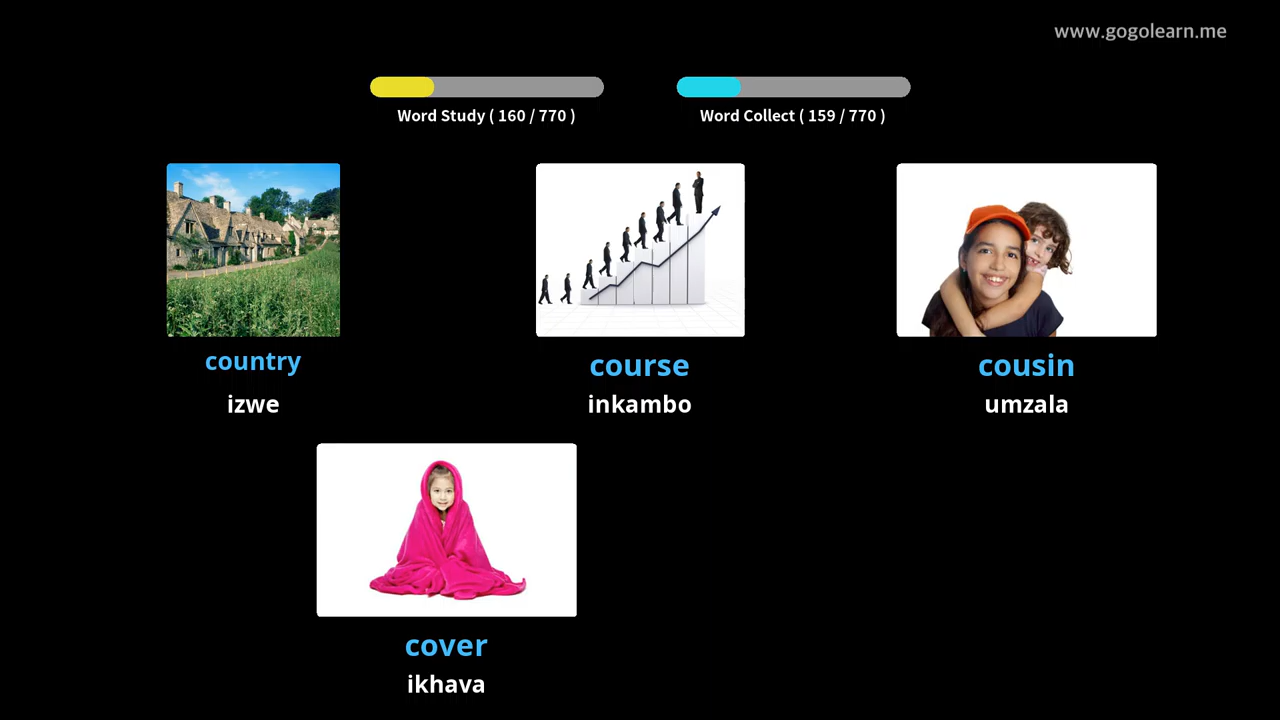 www.gogolearn.me
Word Study ( 160 / 770 )
Word Collect ( 159 / 770 )
country
izwe
course
inkambo
cousin
umzala
cover
ikhava